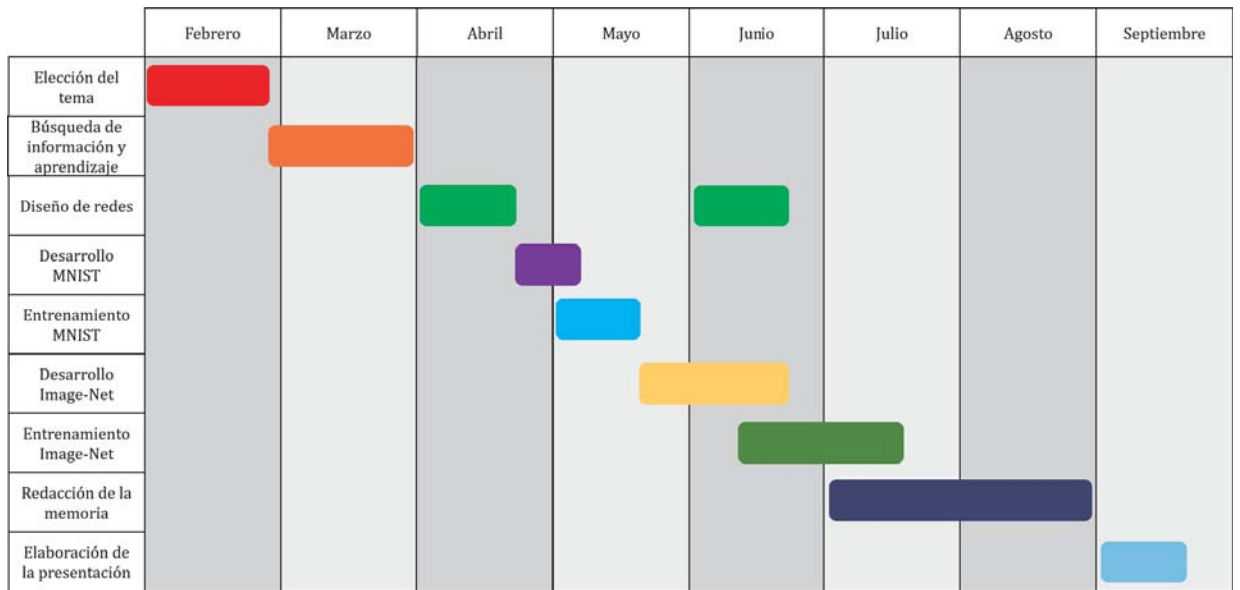 Febrero Marzo Abril Mayo Junio Julio Agosto Septiembre
Elección del
tema
Búsqueda de
información y
aprendizaje
Diseño de redes
Desarrollo
MNIST
Entrenamiento
MNIST
Desarrollo
Image-Net
Entrenamiento
Image-Net
Redacción de la
memoria
Elaboración de
la presentación